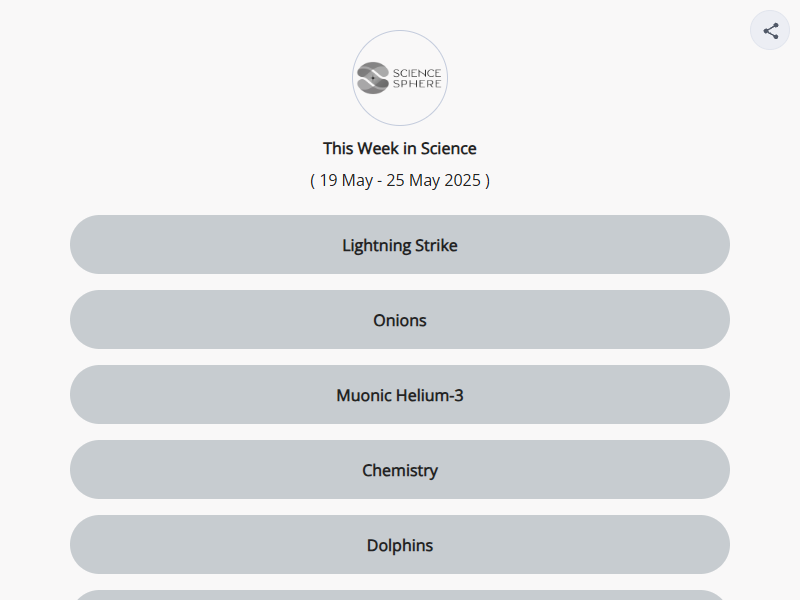 SCIENCE
SPHERE
This Week in Science
( 19 May - 25 May 2025 )
Lightning Strike
Onions
Muonic Helium-3
Chemistry
Dolphins